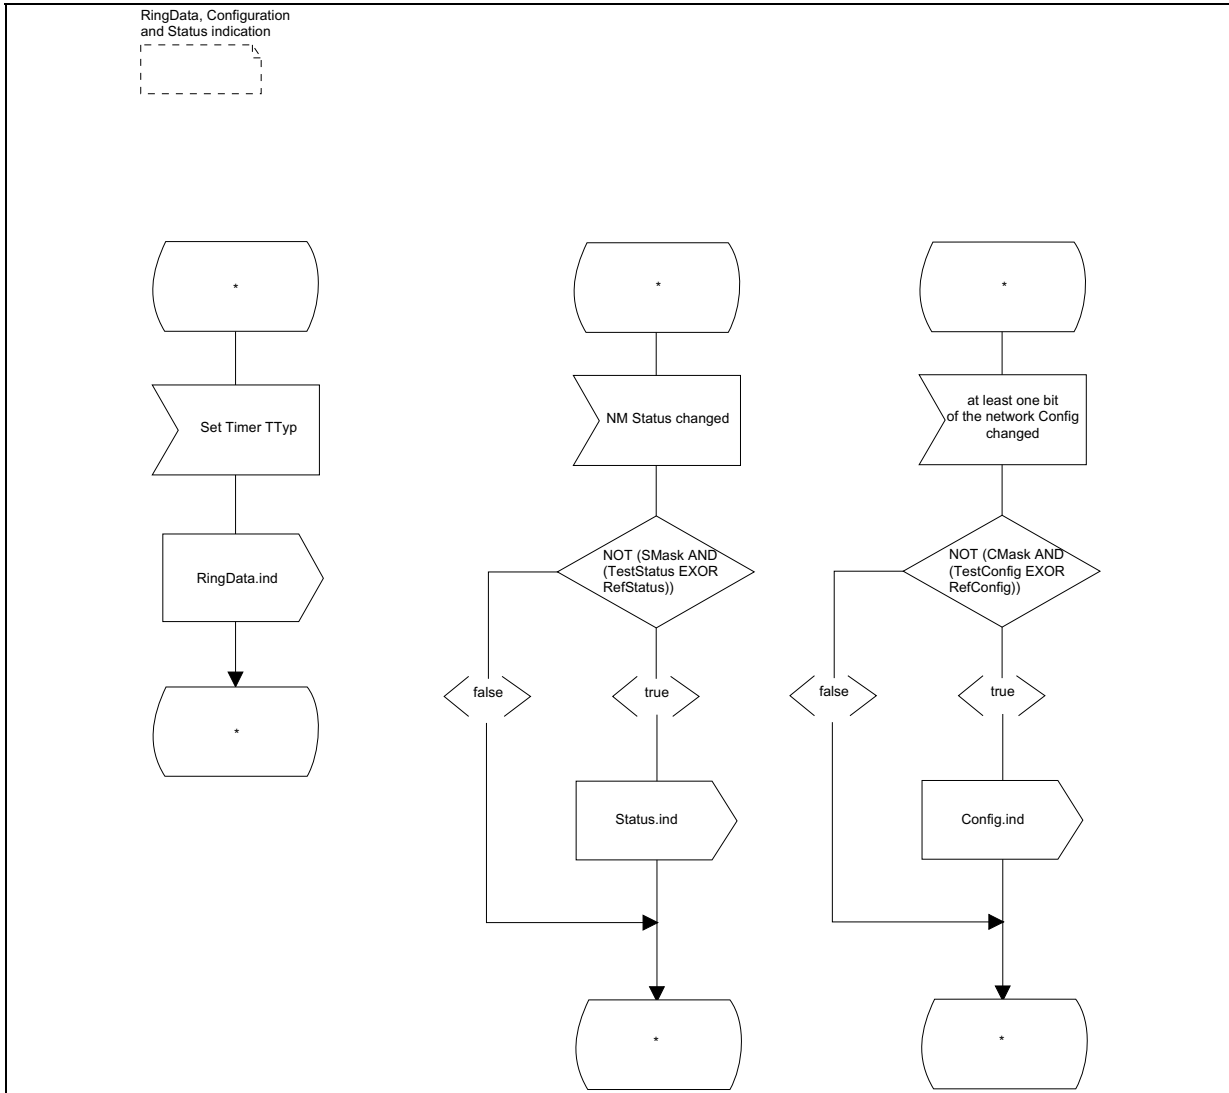 RingData, Configuration
and Status indication
*
Set Timer TTyp
RingData.ind
*
*
NM Status changed
NOT (SMask AND
(TestStatus EXOR
RefStatus))
false
true
Status.ind
*
*
at least one bit
of the network Config
changed
NOT (CMask AND
(TestConfig EXOR
RefConfig))
false
true
Config.ind
*